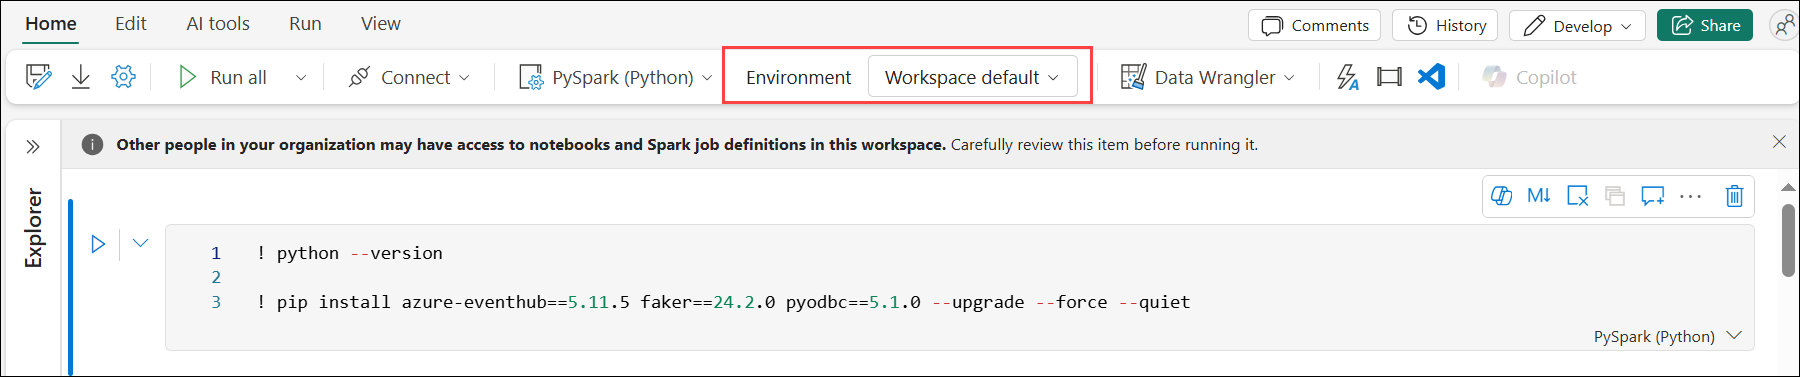 Home Edit AI tools Run View Comments History Develop Share
Run all Connect PySpark (Python) Environment Workspace default Data Wrangler Copilot
Other people in your organization may have access to notebooks and Spark job definitions in this workspace. Carefully review this item before running it.
Explorer
M↓ ...
1 ! python --version
2
3 ! pip install azure-eventhub==5.11.5 faker==24.2.0 pyodbc==5.1.0 --upgrade --force --quiet
PySpark (Python)